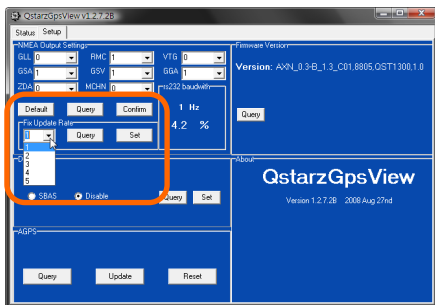 QstarzGpsView v1.2.7.2B
Status Setup
NMEA Output Settings
GLL 0 RMC 1 VTG 0
GSA 1 GSV 1 GGA 1
ZDA 0 MCHN 0 rs232 baudwith
Default Query Confirm 1 Hz
4.2 %
Fix Update Rate
1 Query Set
1
2
3
4
5
D
SBAS Disable Query Set
AGPS
Query Update Reset
Firmware Version
Version: AXN_0.3-B_1.3_C01,8805,QST1300,1.0
Query
About
QstarzGpsView
Version 1.2.7.2B 2008 Aug 27nd